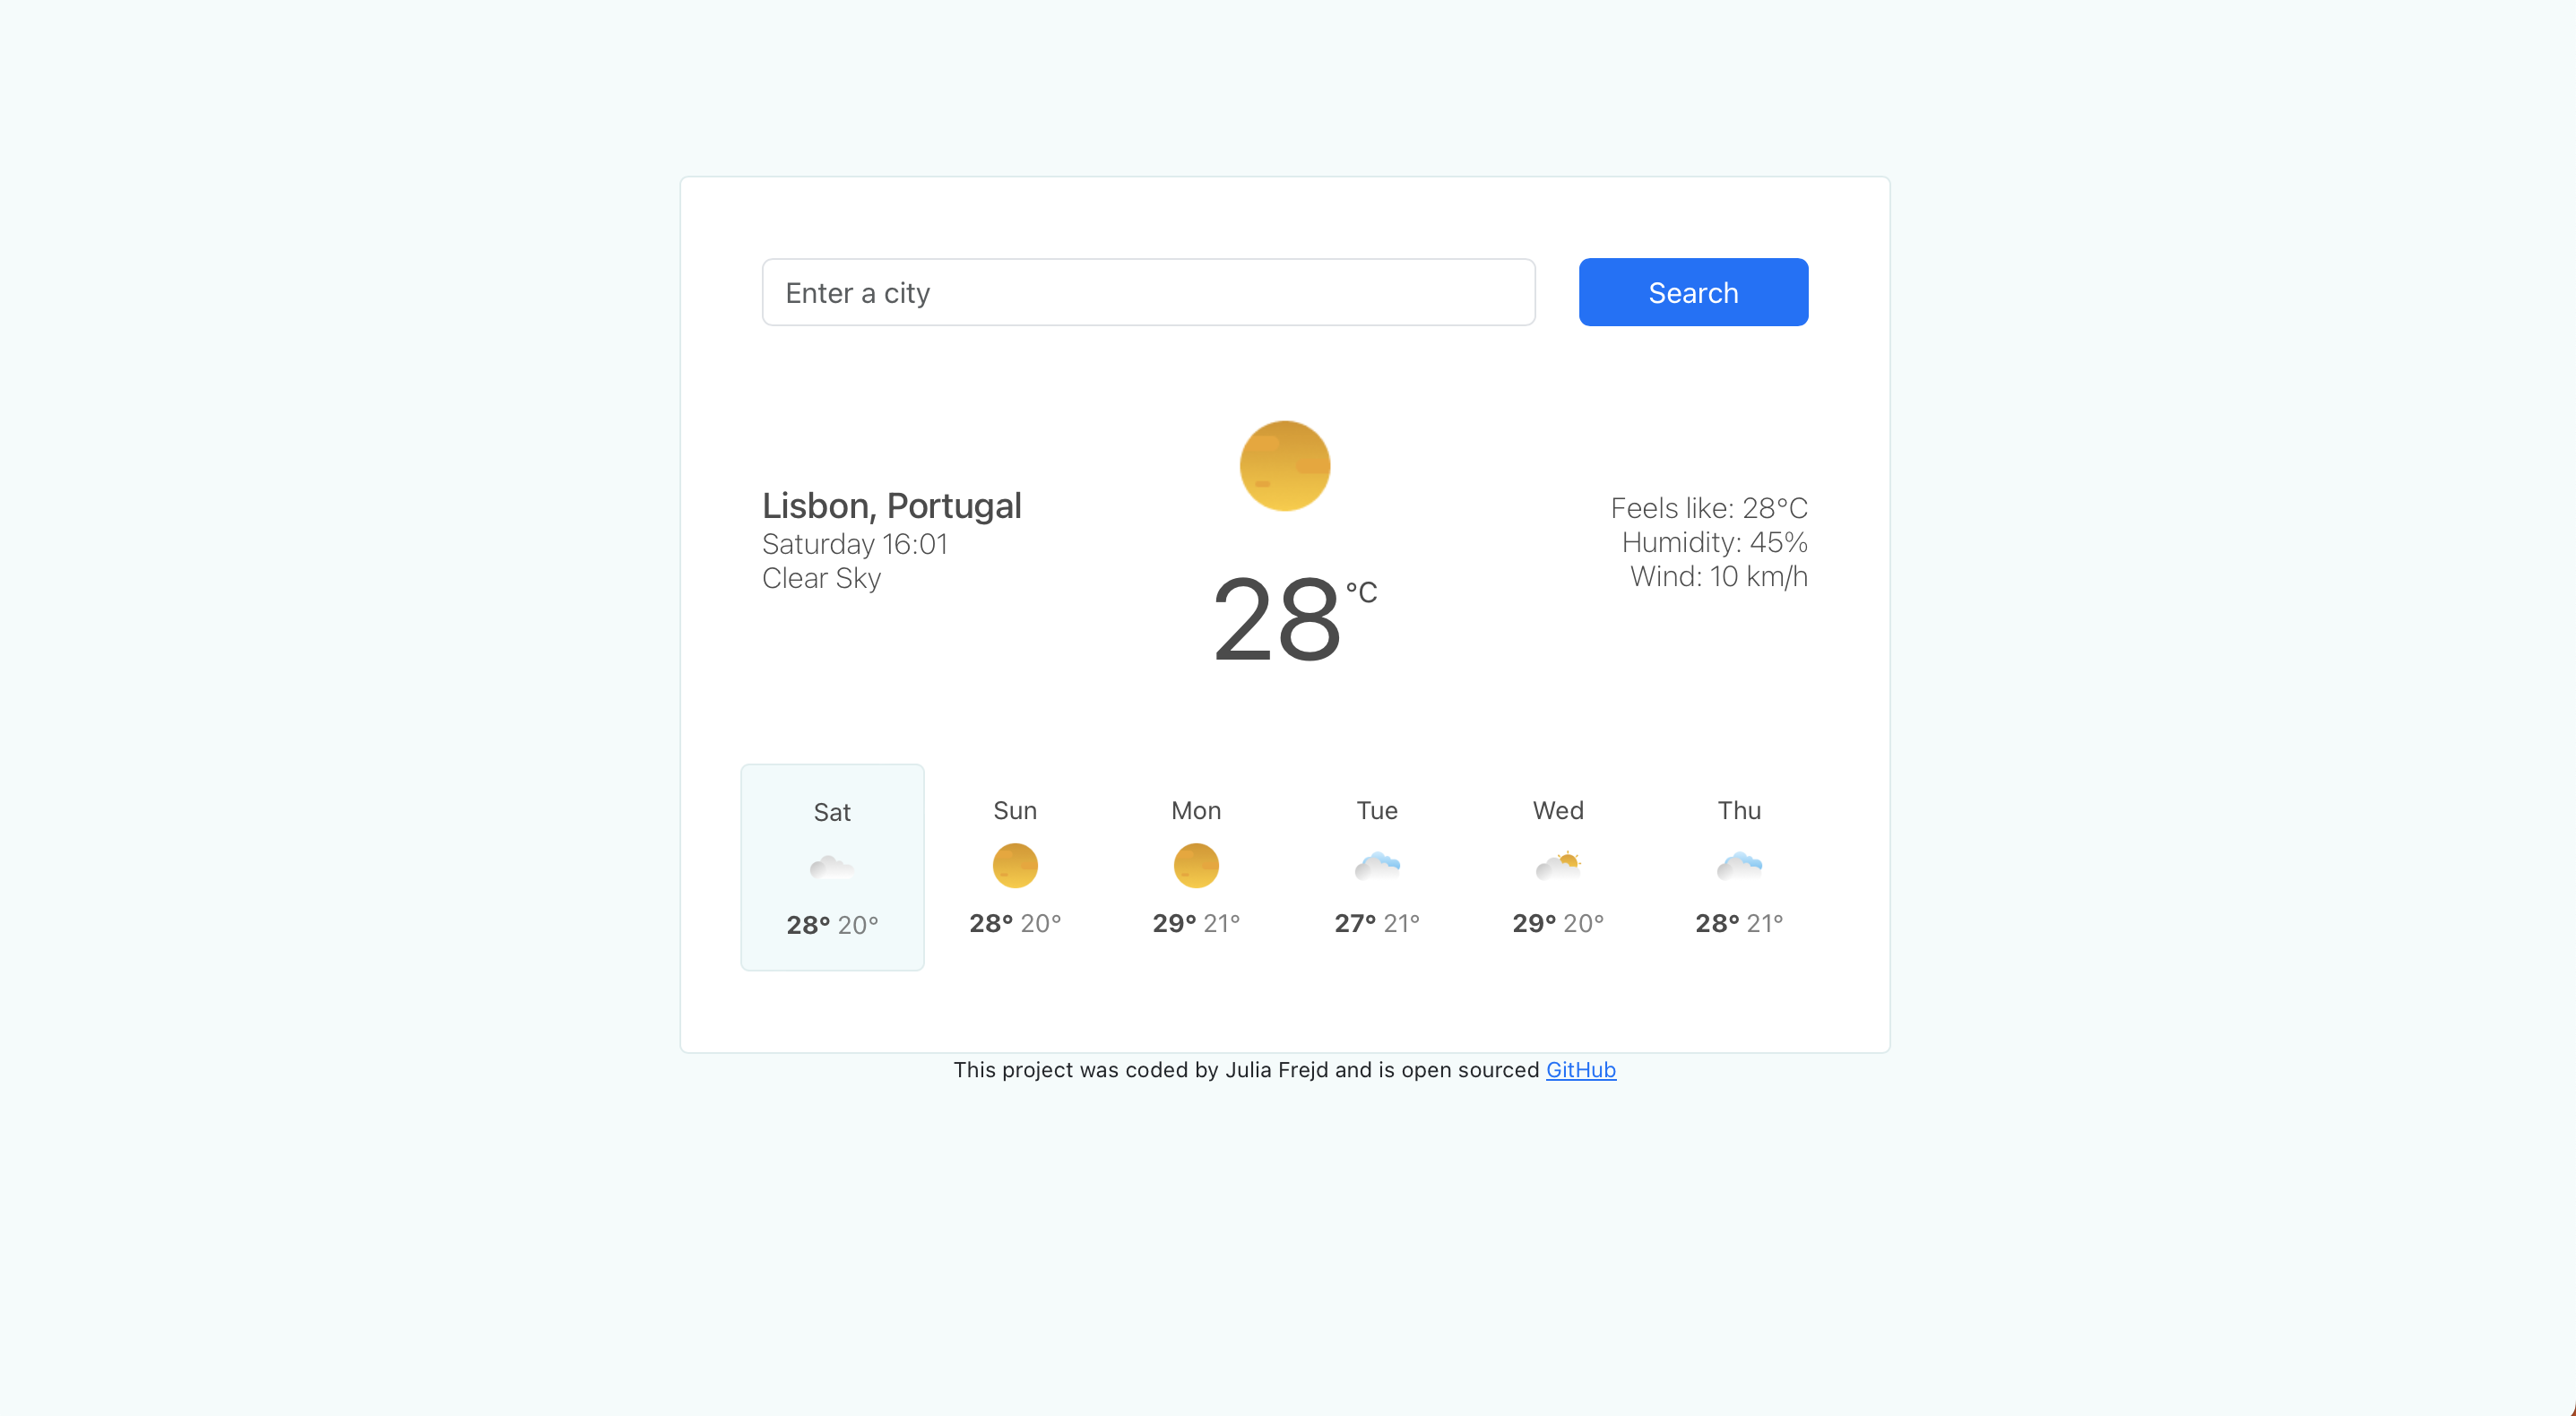 Enter a city
Search
Lisbon, Portugal
Saturday 16:01
Clear Sky
28 °C
Feels like: 28°C
Humidity: 45%
Wind: 10 km/h
Sat
28° 20°
Sun
28° 20°
Mon
29° 21°
Tue
27° 21°
Wed
29° 20°
Thu
28° 21°
This project was coded by Julia Frejd and is open sourced GitHub